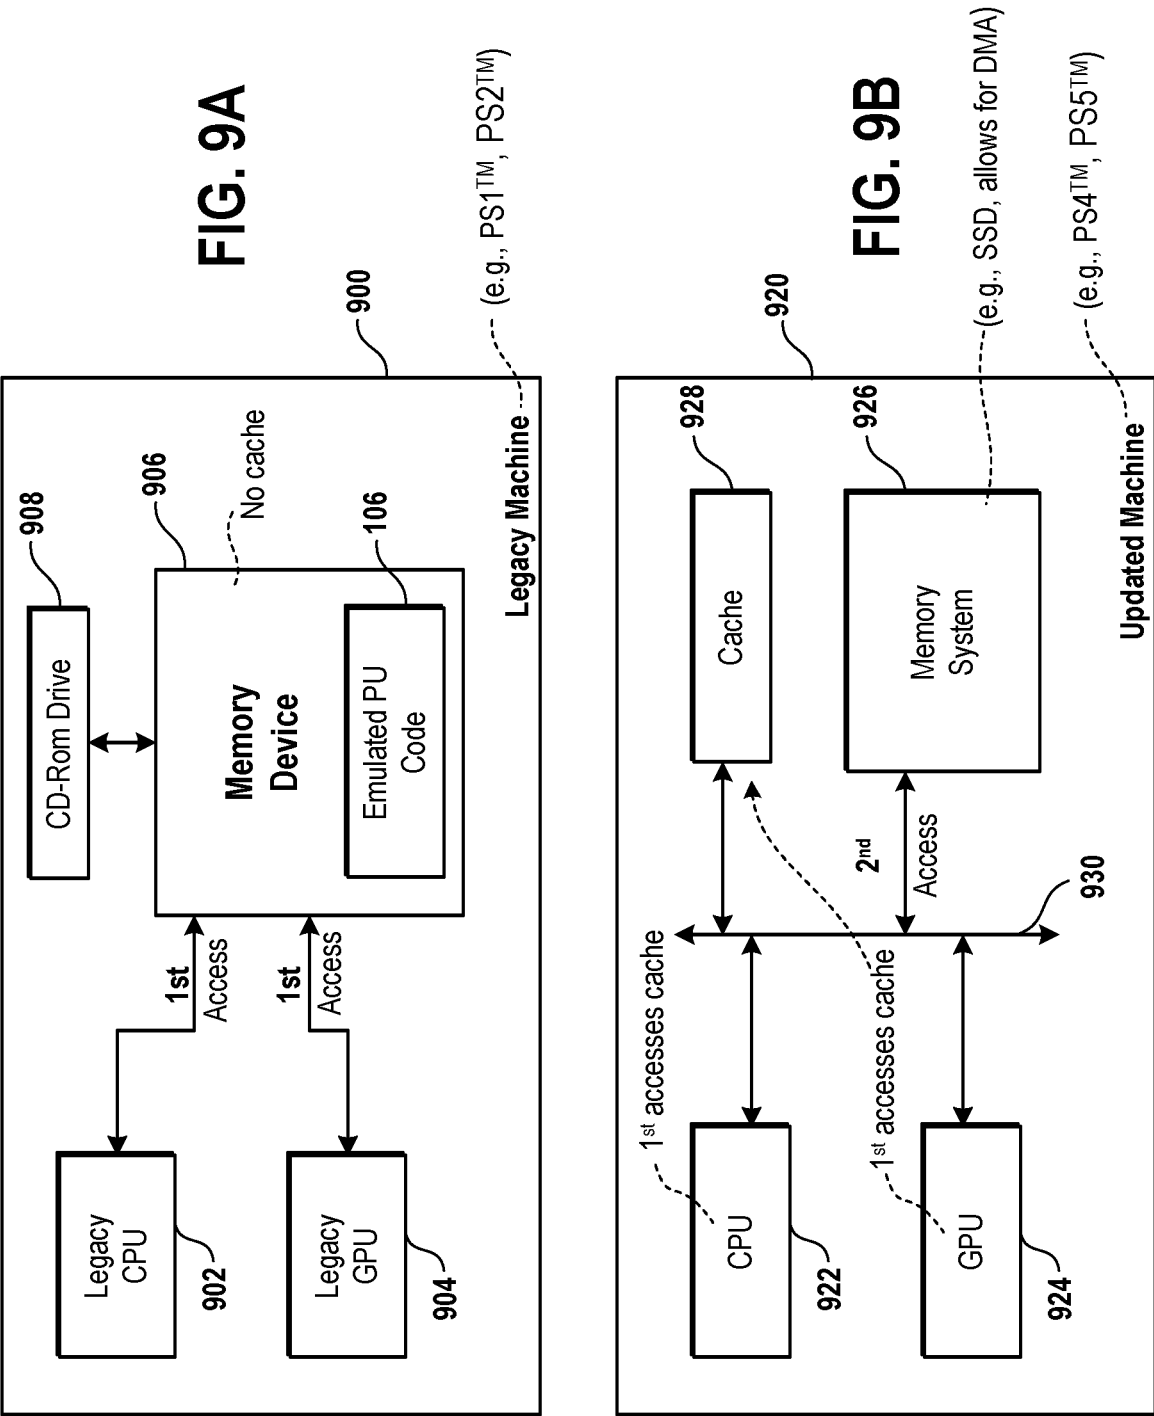 FIG. 9A
900
908
CD-Rom Drive
906
No cache
Memory
Device
106
Emulated PU
Code
1st
Access
1st
Access
Legacy
CPU
902
Legacy
GPU
904
Legacy Machine
(e.g., PS1™, PS2™)
FIG. 9B
920
928
Cache
926
Memory
System
(e.g., SSD, allows for DMA)
2nd
Access
930
1st accesses cache
1st accesses cache
CPU
922
GPU
924
Updated Machine
(e.g., PS4™, PS5™)